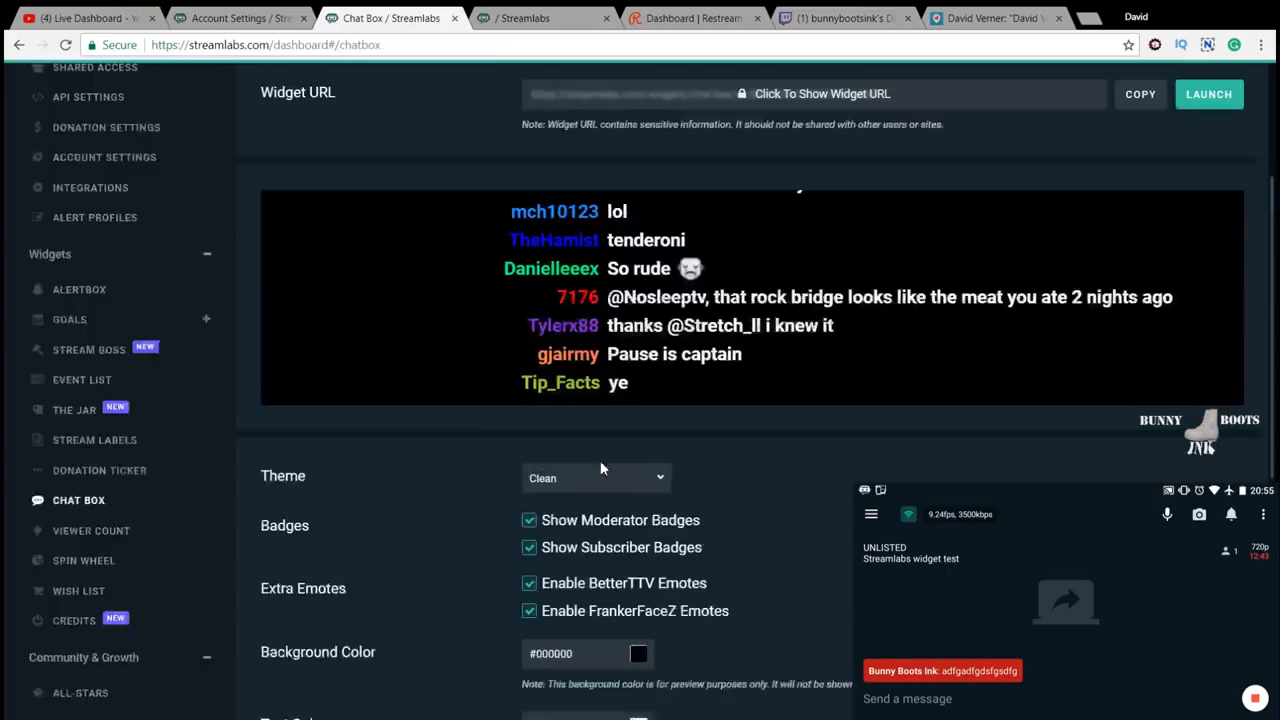 (4) Live Dashboard - Y
Account Settings / Str
Chat Box / Streamlabs
/ Streamlabs
Dashboard | Restream
(1) bunnybootsink's D
David Verner: "David V
David
Secure
https://streamlabs.com/dashboard#/chatbox
SHARED ACCESS
API SETTINGS
DONATION SETTINGS
ACCOUNT SETTINGS
INTEGRATIONS
ALERT PROFILES
Widgets
ALERTBOX
GOALS
STREAM BOSS NEW
EVENT LIST
THE JAR NEW
STREAM LABELS
DONATION TICKER
CHAT BOX
VIEWER COUNT
SPIN WHEEL
WISH LIST
CREDITS NEW
Community & Growth
ALL-STARS
Widget URL
Click To Show Widget URL
COPY
LAUNCH
Note: Widget URL contains sensitive information. It should not be shared with other users or sites.
mch10123 lol
TheHamist tenderoni
Danielleeex So rude
7176 @Nosleeptv, that rock bridge looks like the meat you ate 2 nights ago
Tylerx88 thanks @Stretch_ll i knew it
gjairmy Pause is captain
Tip_Facts ye
BUNNY BOOTS
INK
Theme
Clean
Badges
Show Moderator Badges
Show Subscriber Badges
Extra Emotes
Enable BetterTTV Emotes
Enable FrankerFaceZ Emotes
Background Color
#000000
Note: This background color is for preview purposes only. It will not be shown
20:55
9.24fps, 3500kbps
UNLISTED
Streamlabs widget test
1
720p
12:43
Bunny Boots Ink: adfgadfgdsfgsdfg
Send a message